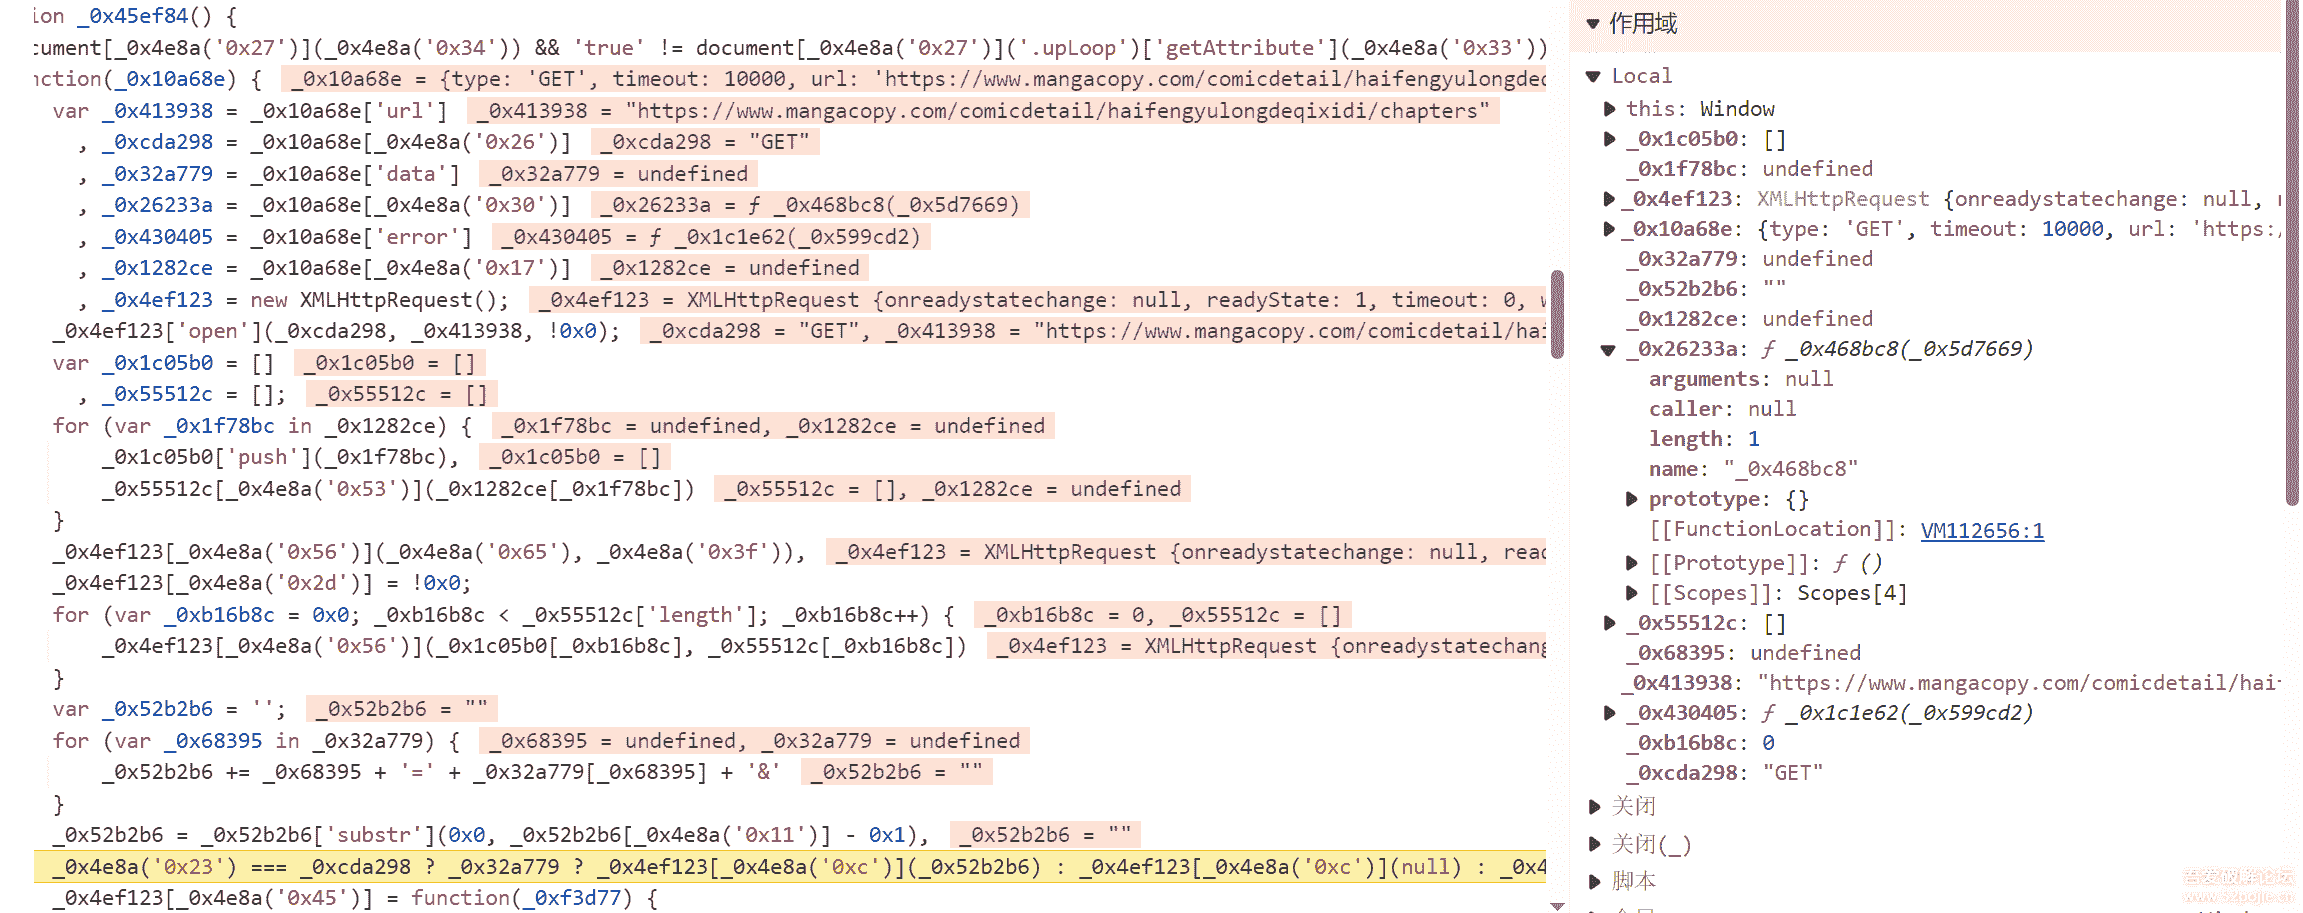 ion _0x45ef84() {
cument[_0x4e8a('0x27')](_0x4e8a('0x34')) && 'true' != document[_0x4e8a('0x27')]('.upLoop')['getAttribute'](_0x4e8a('0x33'))
nction(_0x10a68e) { _0x10a68e = {type: 'GET', timeout: 10000, url: 'https://www.mangacopy.com/comicdetail/haifengyulongdeq
var _0x413938 = _0x10a68e['url'] _0x413938 = "https://www.mangacopy.com/comicdetail/haifengyulongdeqixidi/chapters"
, _0xcda298 = _0x10a68e[_0x4e8a('0x26')] _0xcda298 = "GET"
, _0x32a779 = _0x10a68e['data'] _0x32a779 = undefined
, _0x26233a = _0x10a68e[_0x4e8a('0x30')] _0x26233a = ƒ _0x468bc8(_0x5d7669)
, _0x430405 = _0x10a68e['error'] _0x430405 = ƒ _0x1c1e62(_0x599cd2)
, _0x1282ce = _0x10a68e[_0x4e8a('0x17')] _0x1282ce = undefined
, _0x4ef123 = new XMLHttpRequest(); _0x4ef123 = XMLHttpRequest {onreadystatechange: null, readyState: 1, timeout: 0, w
_0x4ef123['open'](_0xcda298, _0x413938, !0x0); _0xcda298 = "GET", _0x413938 = "https://www.mangacopy.com/comicdetail/hai
var _0x1c05b0 = [] _0x1c05b0 = []
, _0x55512c = []; _0x55512c = []
for (var _0x1f78bc in _0x1282ce) { _0x1f78bc = undefined, _0x1282ce = undefined
_0x1c05b0['push'](_0x1f78bc), _0x1c05b0 = []
_0x55512c[_0x4e8a('0x53')](_0x1282ce[_0x1f78bc]) _0x55512c = [], _0x1282ce = undefined
}
_0x4ef123[_0x4e8a('0x56')](_0x4e8a('0x65'), _0x4e8a('0x3f')), _0x4ef123 = XMLHttpRequest {onreadystatechange: null, read
_0x4ef123[_0x4e8a('0x2d')] = !0x0;
for (var _0xb16b8c = 0x0; _0xb16b8c < _0x55512c['length']; _0xb16b8c++) { _0xb16b8c = 0, _0x55512c = []
_0x4ef123[_0x4e8a('0x56')](_0x1c05b0[_0xb16b8c], _0x55512c[_0xb16b8c]) _0x4ef123 = XMLHttpRequest {onreadystatechang
}
var _0x52b2b6 = ''; _0x52b2b6 = ""
for (var _0x68395 in _0x32a779) { _0x68395 = undefined, _0x32a779 = undefined
_0x52b2b6 += _0x68395 + '=' + _0x32a779[_0x68395] + '&' _0x52b2b6 = ""
}
_0x52b2b6 = _0x52b2b6['substr'](0x0, _0x52b2b6[_0x4e8a('0x11')] - 0x1), _0x52b2b6 = ""
_0x4e8a('0x23') === _0xcda298 ? _0x32a779 ? _0x4ef123[_0x4e8a('0xc')](_0x52b2b6) : _0x4ef123[_0x4e8a('0xc')](null) : _0x4
_0x4ef123[_0x4e8a('0x45')] = function(_0xf3d77) {
作用域
Local
this: Window
_0x1c05b0: []
_0x1f78bc: undefined
_0x4ef123: XMLHttpRequest {onreadystatechange: null, r
_0x10a68e: {type: 'GET', timeout: 10000, url: 'https:/
_0x32a779: undefined
_0x52b2b6: ""
_0x1282ce: undefined
_0x26233a: ƒ _0x468bc8(_0x5d7669)
arguments: null
caller: null
length: 1
name: "_0x468bc8"
prototype: {}
[[FunctionLocation]]: VM112656:1
[[Prototype]]: ƒ ()
[[Scopes]]: Scopes[4]
_0x55512c: []
_0x68395: undefined
_0x413938: "https://www.mangacopy.com/comicdetail/haif
_0x430405: ƒ _0x1c1e62(_0x599cd2)
_0xb16b8c: 0
_0xcda298: "GET"
关闭
关闭(_)
脚本
吾爱破解论坛
www.52pojie.cn